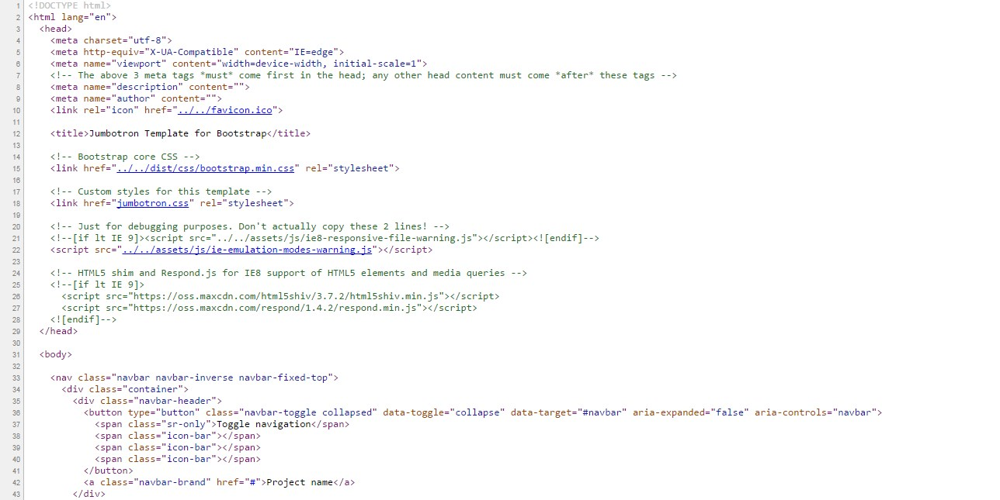 1 <!DOCTYPE html>
2 <html lang="en">
3   <head>
4     <meta charset="utf-8">
5     <meta http-equiv="X-UA-Compatible" content="IE=edge">
6     <meta name="viewport" content="width=device-width, initial-scale=1">
7     <!-- The above 3 meta tags *must* come first in the head; any other head content must come *after* these tags -->
8     <meta name="description" content="">
9     <meta name="author" content="">
10     <link rel="icon" href="../../favicon.ico">
11
12     <title>Jumbotron Template for Bootstrap</title>
13
14     <!-- Bootstrap core CSS -->
15     <link href="../../dist/css/bootstrap.min.css" rel="stylesheet">
16
17     <!-- Custom styles for this template -->
18     <link href="jumbotron.css" rel="stylesheet">
19
20     <!-- Just for debugging purposes. Don't actually copy these 2 lines! -->
21     <!--[if lt IE 9]><script src="../../assets/js/ie8-responsive-file-warning.js"></script><![endif]-->
22     <script src="../../assets/js/ie-emulation-modes-warning.js"></script>
23
24     <!-- HTML5 shim and Respond.js for IE8 support of HTML5 elements and media queries -->
25     <!--[if lt IE 9]>
26       <script src="https://oss.maxcdn.com/html5shiv/3.7.2/html5shiv.min.js"></script>
27       <script src="https://oss.maxcdn.com/respond/1.4.2/respond.min.js"></script>
28     <![endif]-->
29   </head>
30
31   <body>
32
33     <nav class="navbar navbar-inverse navbar-fixed-top">
34       <div class="container">
35         <div class="navbar-header">
36           <button type="button" class="navbar-toggle collapsed" data-toggle="collapse" data-target="#navbar" aria-expanded="false" aria-controls="navbar">
37             <span class="sr-only">Toggle navigation</span>
38             <span class="icon-bar"></span>
39             <span class="icon-bar"></span>
40             <span class="icon-bar"></span>
41           </button>
42           <a class="navbar-brand" href="#">Project name</a>
43         </div>